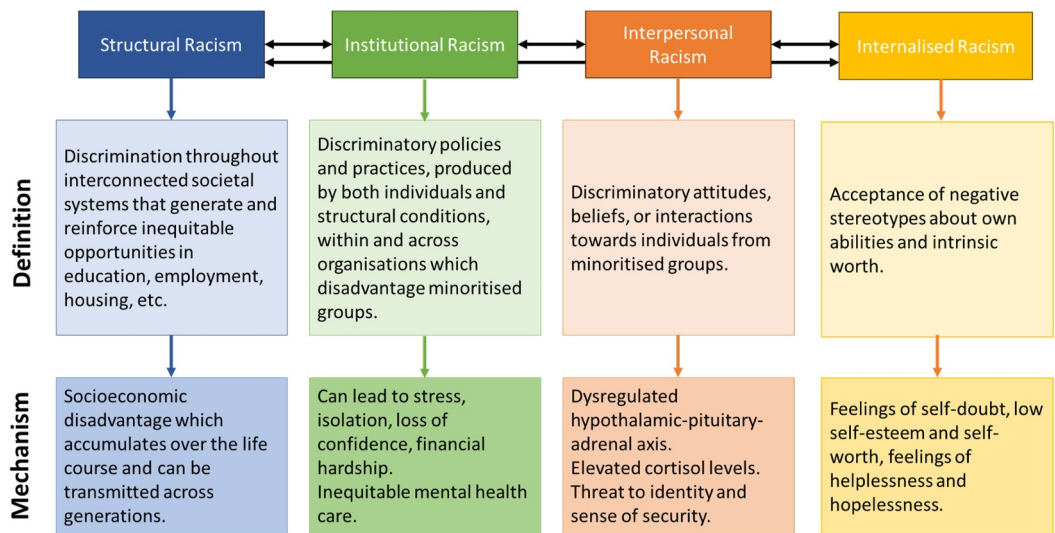 Structural Racism
Institutional Racism
Interpersonal
Racism
Internalised Racism
Definition
Discrimination throughout
interconnected societal
systems that generate and
reinforce inequitable
opportunities in
education, employment,
housing, etc.
Discriminatory policies
and practices, produced
by both individuals and
structural conditions,
within and across
organisations which
disadvantage minoritised
groups.
Discriminatory attitudes,
beliefs, or interactions
towards individuals from
minoritised groups.
Acceptance of negative
stereotypes about own
abilities and intrinsic
worth.
Mechanism
Socioeconomic
disadvantage which
accumulates over the life
course and can be
transmitted across
generations.
Can lead to stress,
isolation, loss of
confidence, financial
hardship.
Inequitable mental health
care.
Dysregulated
hypothalamic-pituitary-
adrenal axis.
Elevated cortisol levels.
Threat to identity and
sense of security.
Feelings of self-doubt, low
self-esteem and self-
worth, feelings of
helplessness and
hopelessness.